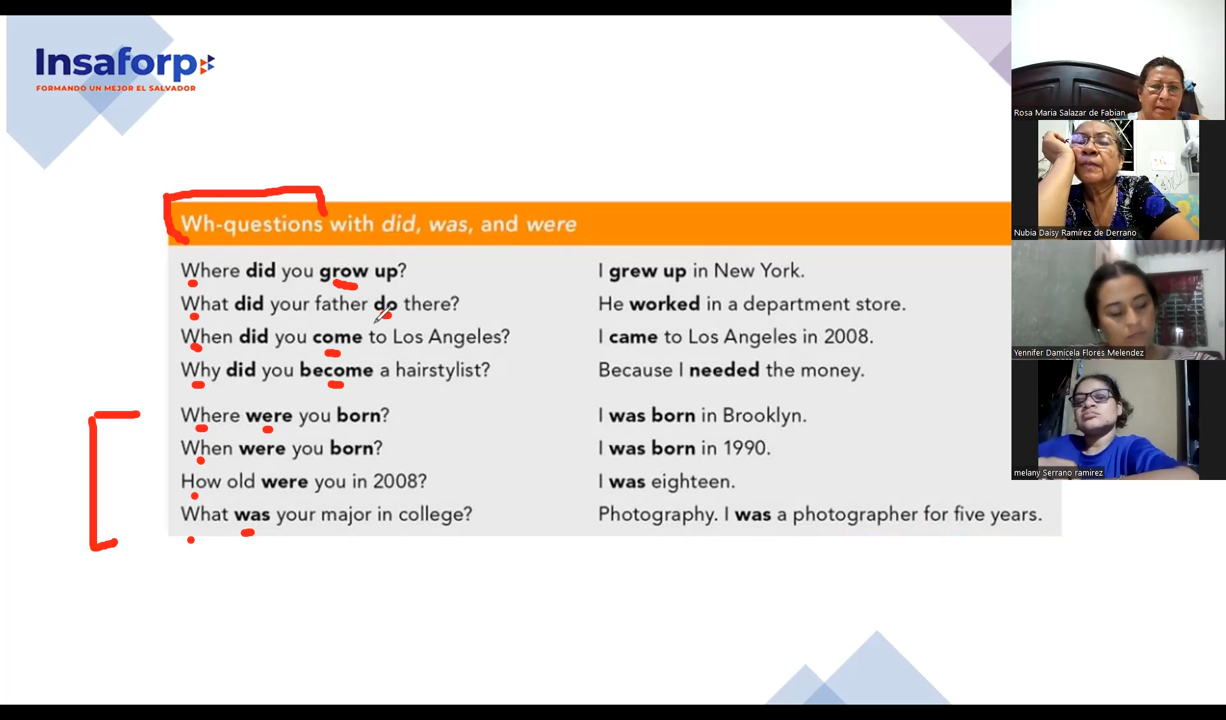 Insaforp
FORMANDO UN MEJOR EL SALVADOR
Wh-questions with did, was, and were
Where did you grow up? I grew up in New York.
What did your father do there? He worked in a department store.
When did you come to Los Angeles? I came to Los Angeles in 2008.
Why did you become a hairstylist? Because I needed the money.
Where were you born? I was born in Brooklyn.
When were you born? I was born in 1990.
How old were you in 2008? I was eighteen.
What was your major in college? Photography. I was a photographer for five years.
Rosa Maria Salazar de Fabian
Nubia Daisy Ramírez de Derrano
Yennifer Damicela Flores Melendez
melany Serrano ramirez